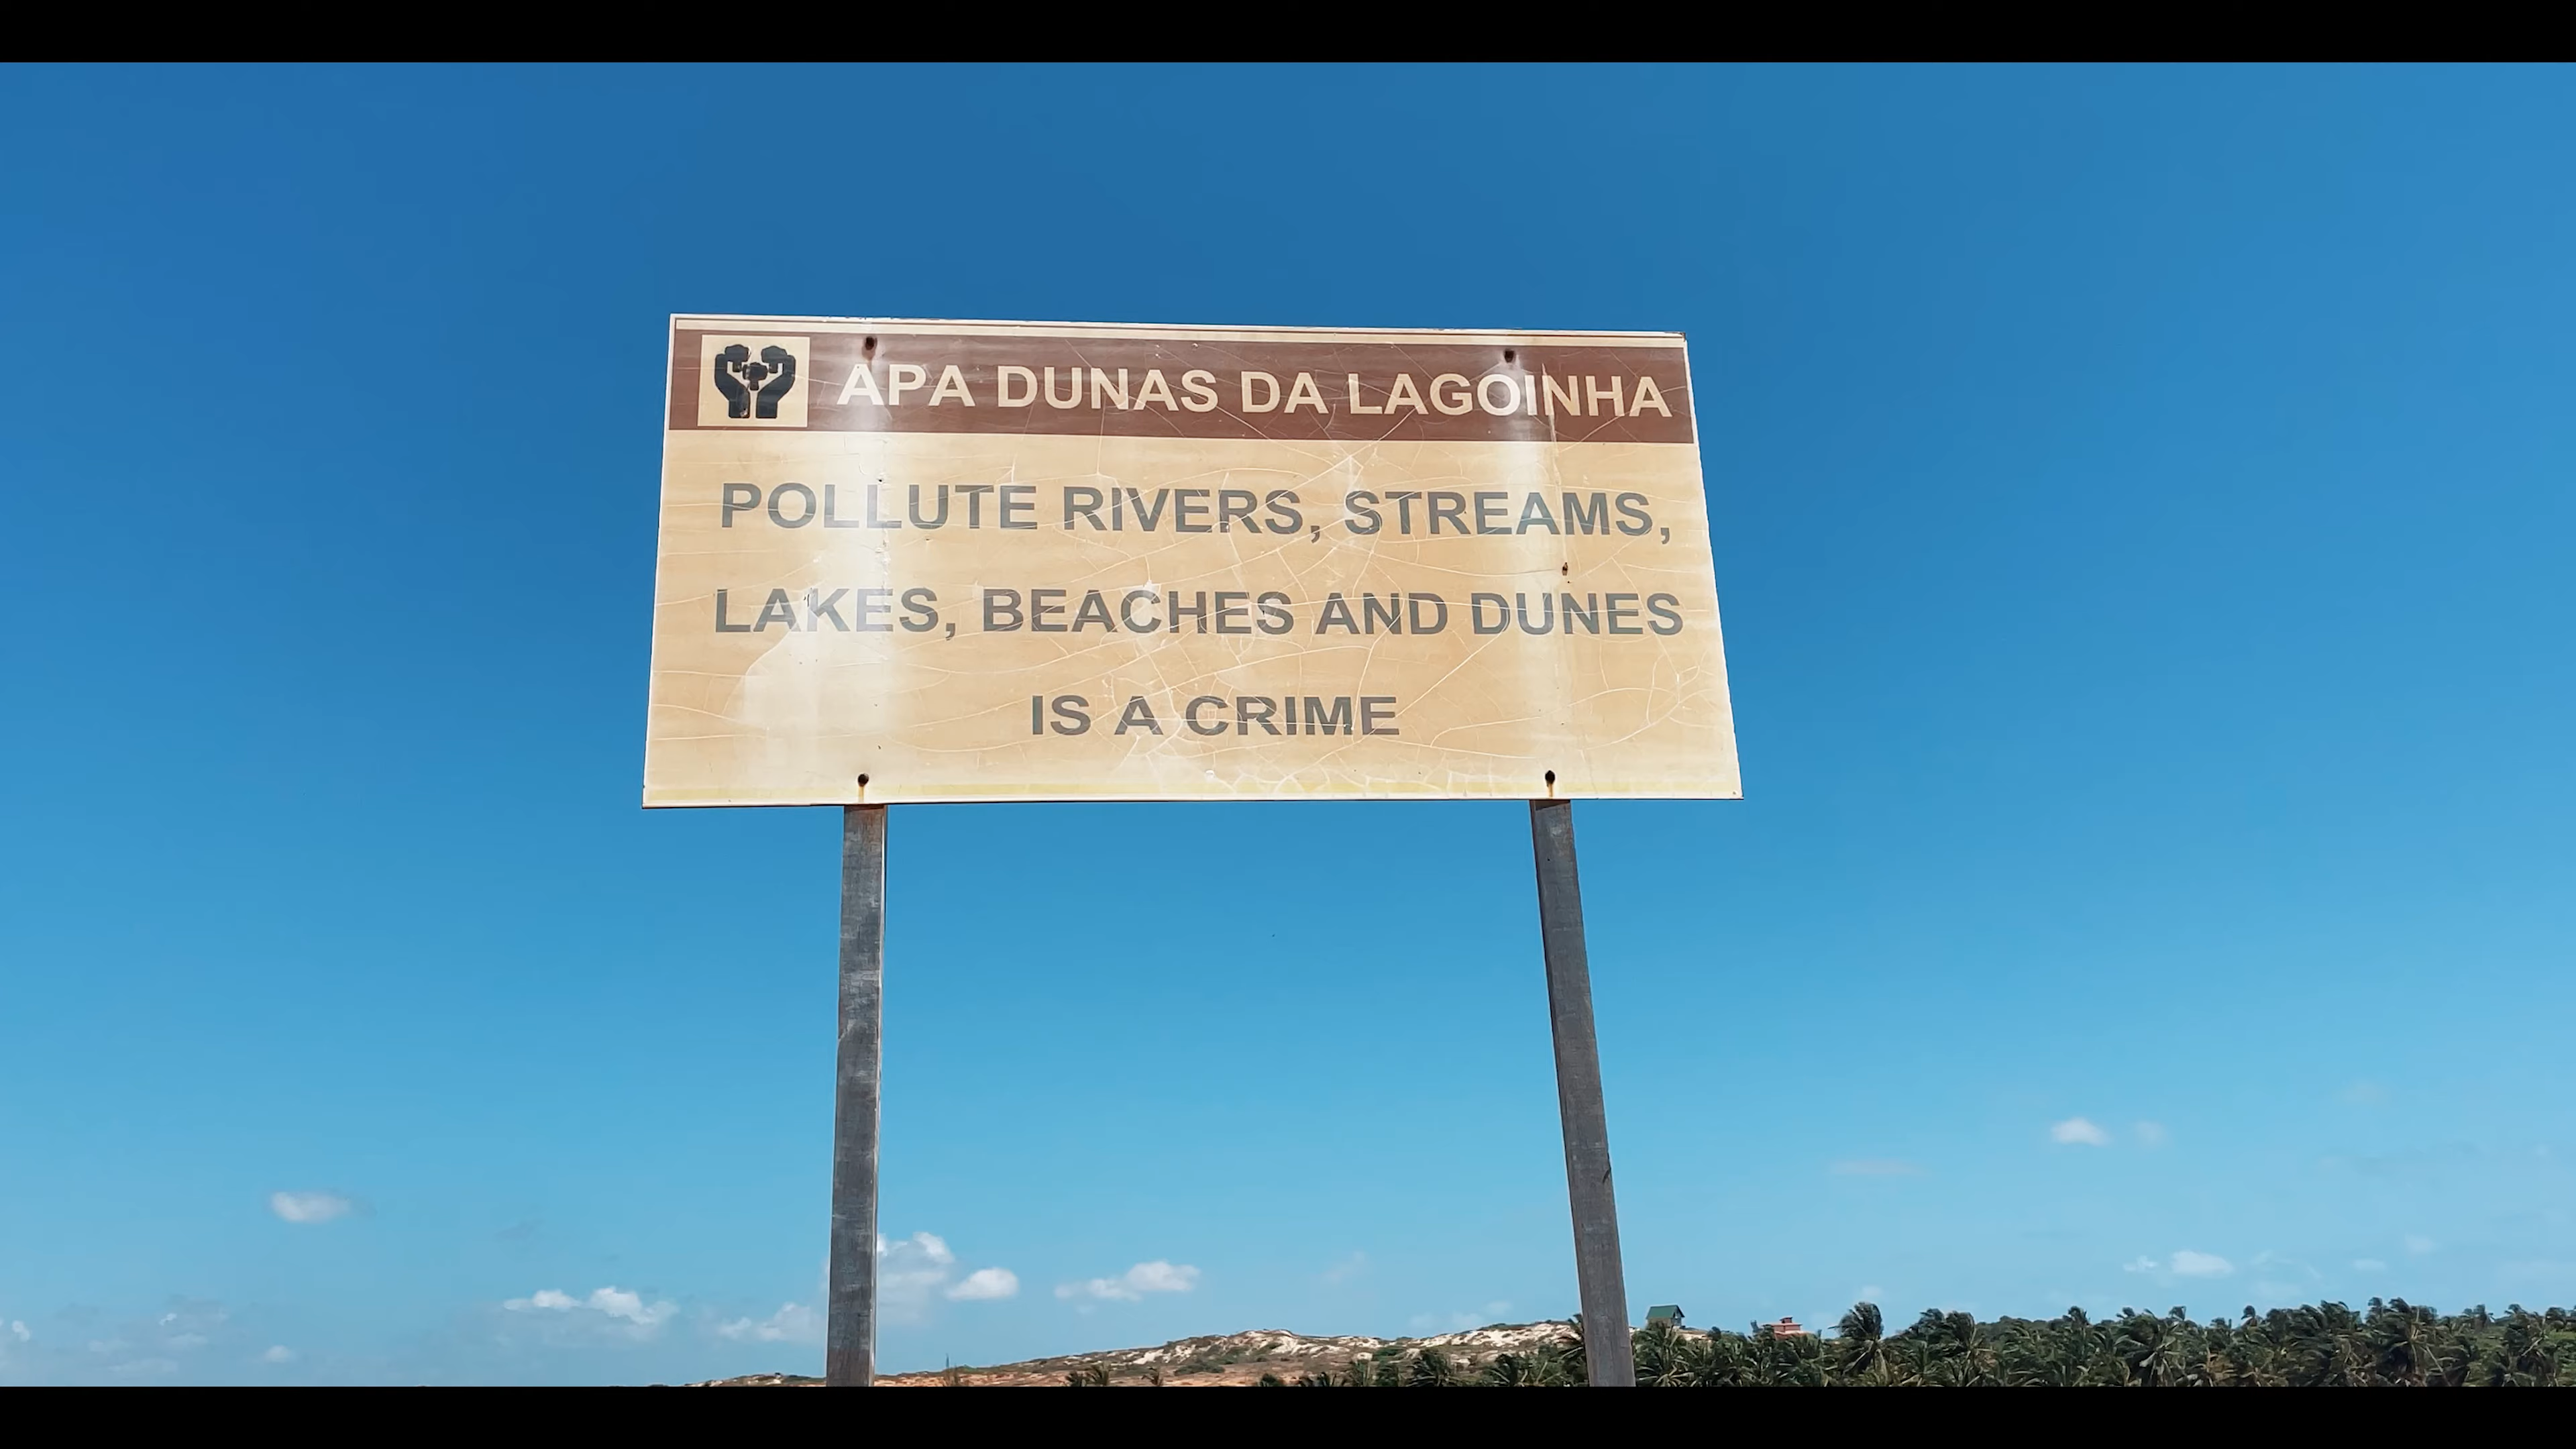 APA DUNAS DA LAGOINHA
POLLUTE RIVERS, STREAMS,
LAKES, BEACHES AND DUNES
IS A CRIME